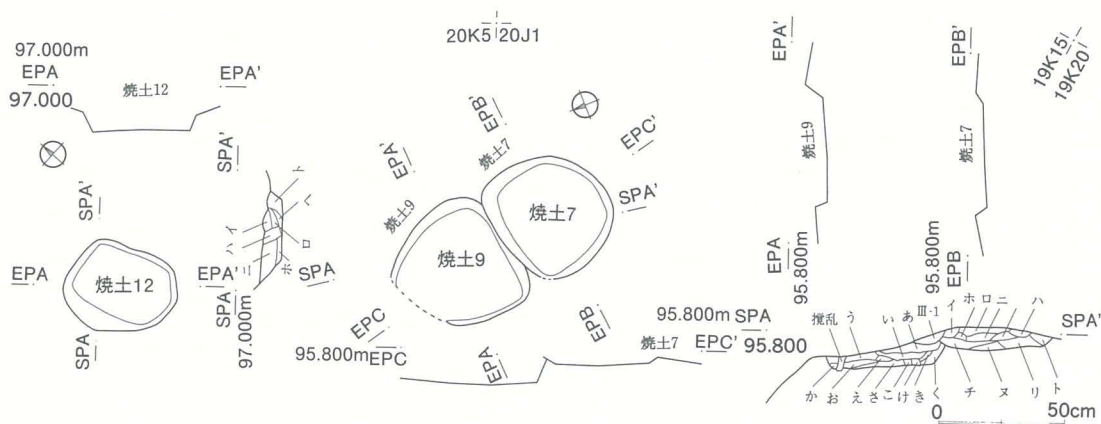 97.000m
EPA
97.000
焼土12
EPA'
SPA'
ト
ヘ
イ
ハ
ロ
ニ
ホ
SPA'
EPA
焼土12
EPA'
SPA
SPA
97.000m
SPA
20K5 20J1
EPB'
焼土7
EPA'
焼土9
EPC'
SPA'
焼土7
焼土9
EPC
95.800m
EPC
EPA
EPB
95.800m
SPA
焼土7
EPC'
EPA'
焼土9
EPA
95.800m
EPB'
焼土7
95.800m
EPB
19K15
19K20
95.800
撹乱 う い あ Ⅲ-1 イ ホ ロ ニ ハ
SPA'
か お え さ こ け き く チ ヌ リ ト
0 50cm